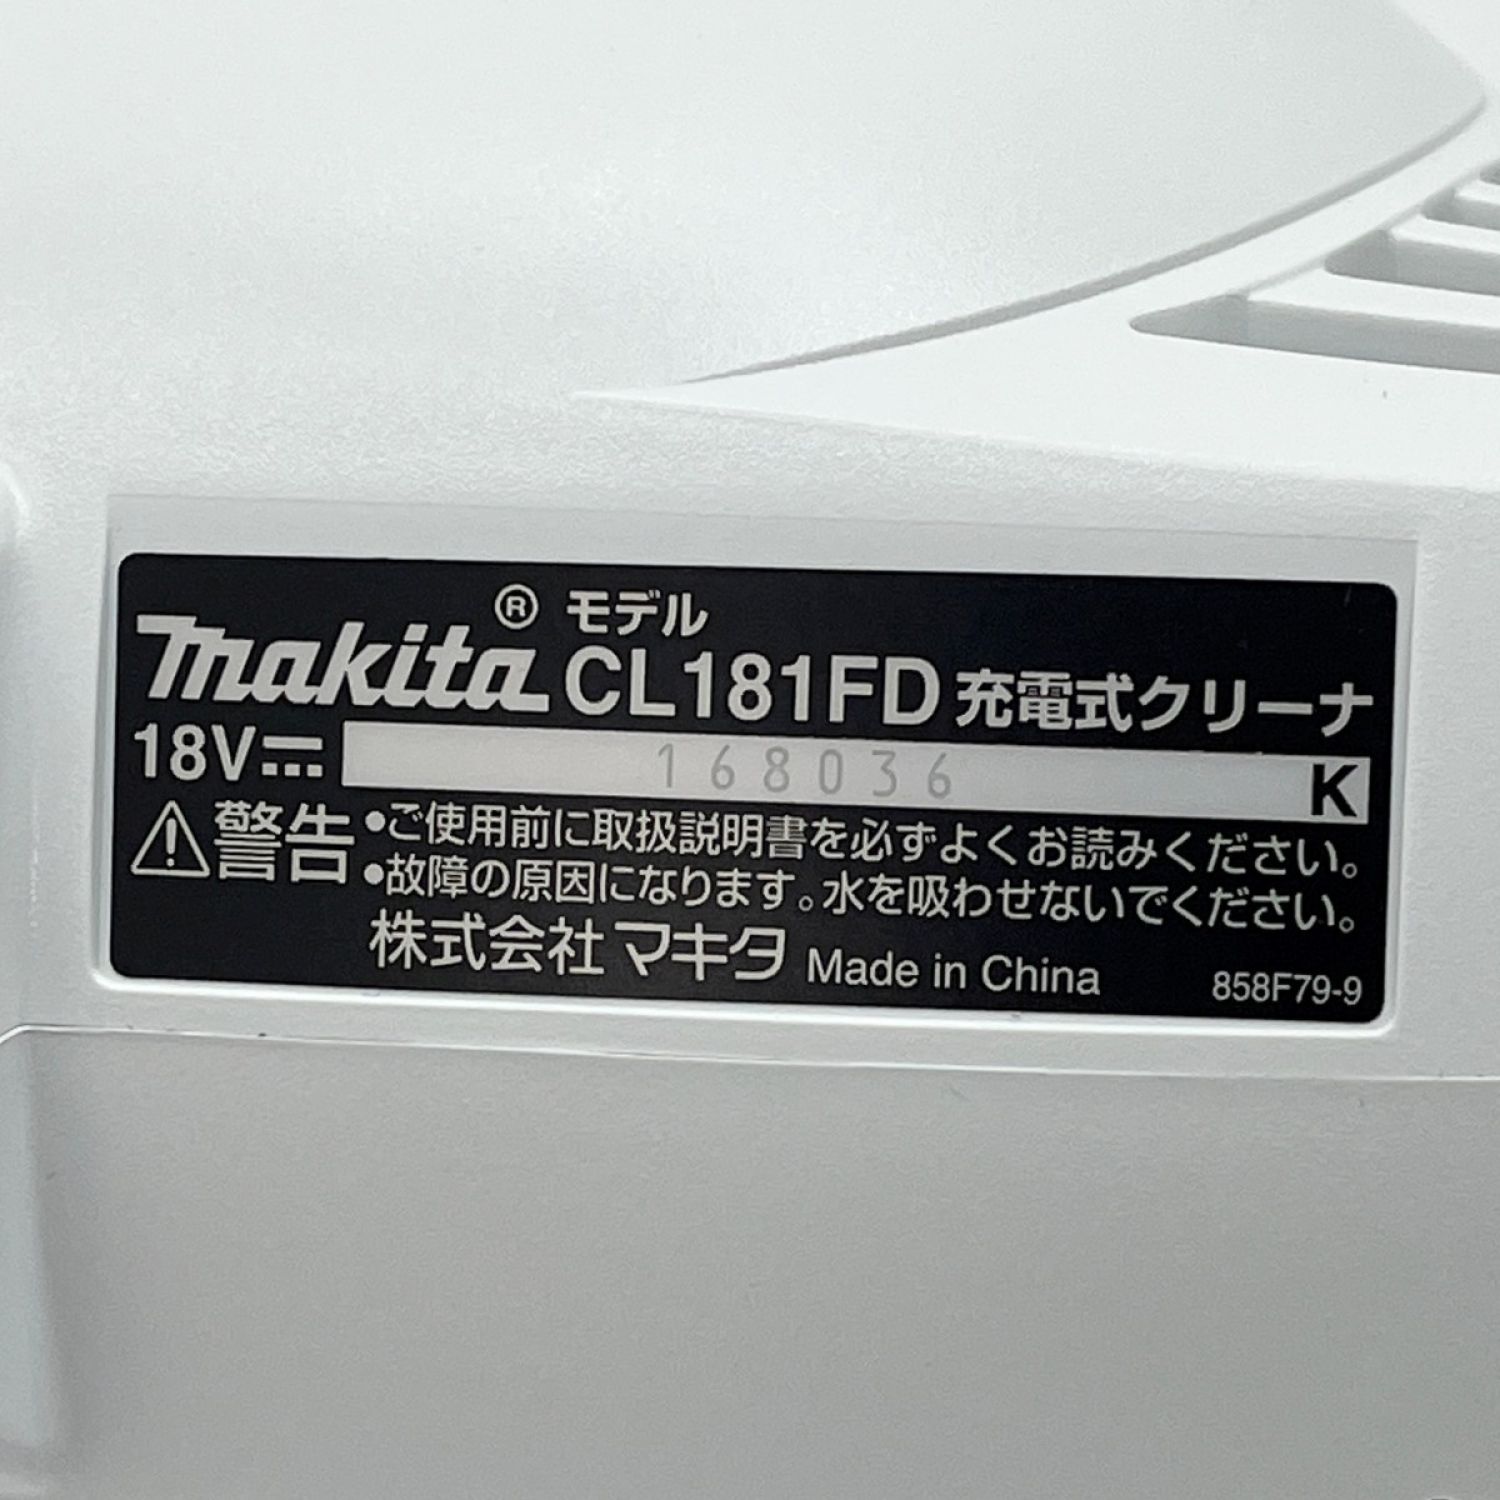 makita® モデル CL181FD 充電式クリーナ
18V 168036 K
警告 •ご使用前に取扱説明書を必ずよくお読みください。
•故障の原因になります。水を吸わせないでください。
株式会社マキタ Made in China 858F79-9